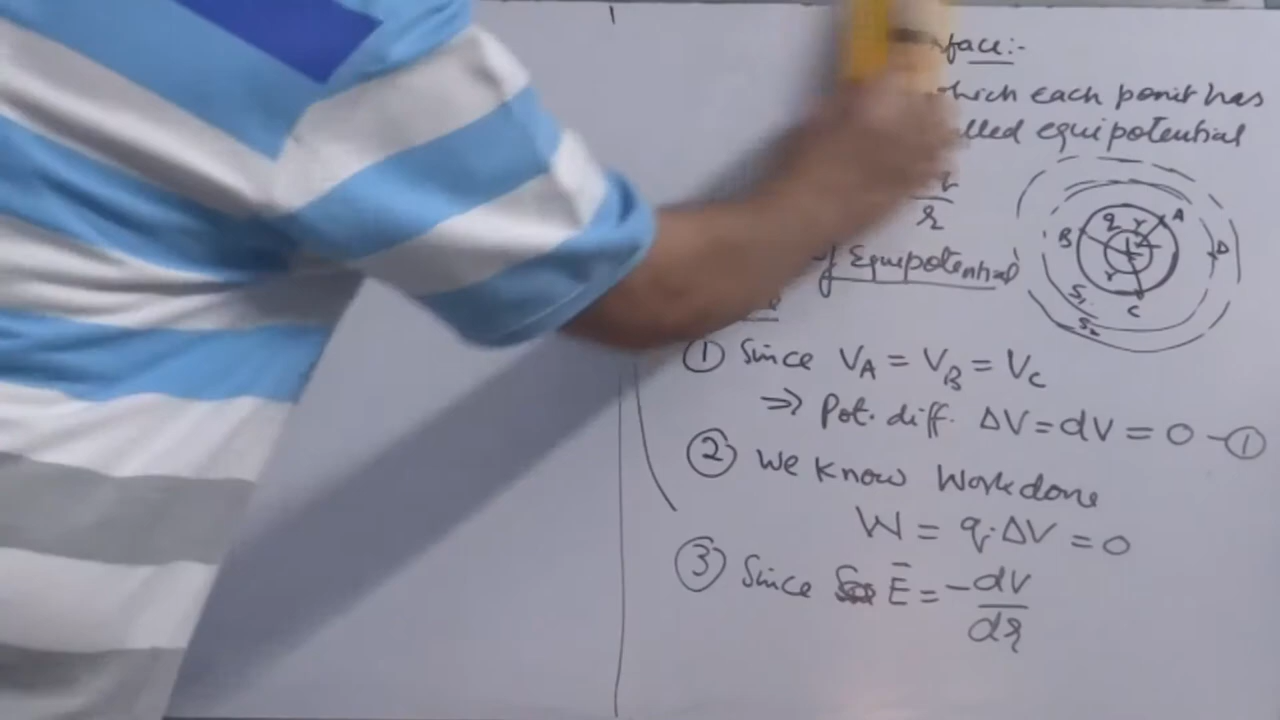 face:-
which each point has
lled equipotential
r
q r A
B D
r
S₁
S₂ C
of Equipotential
① Since V_A = V_B = V_C
⇒ Pot. diff. ΔV = dV = 0 -①
② We know Workdone
W = q.ΔV = 0
③ Since E = -dV
dr